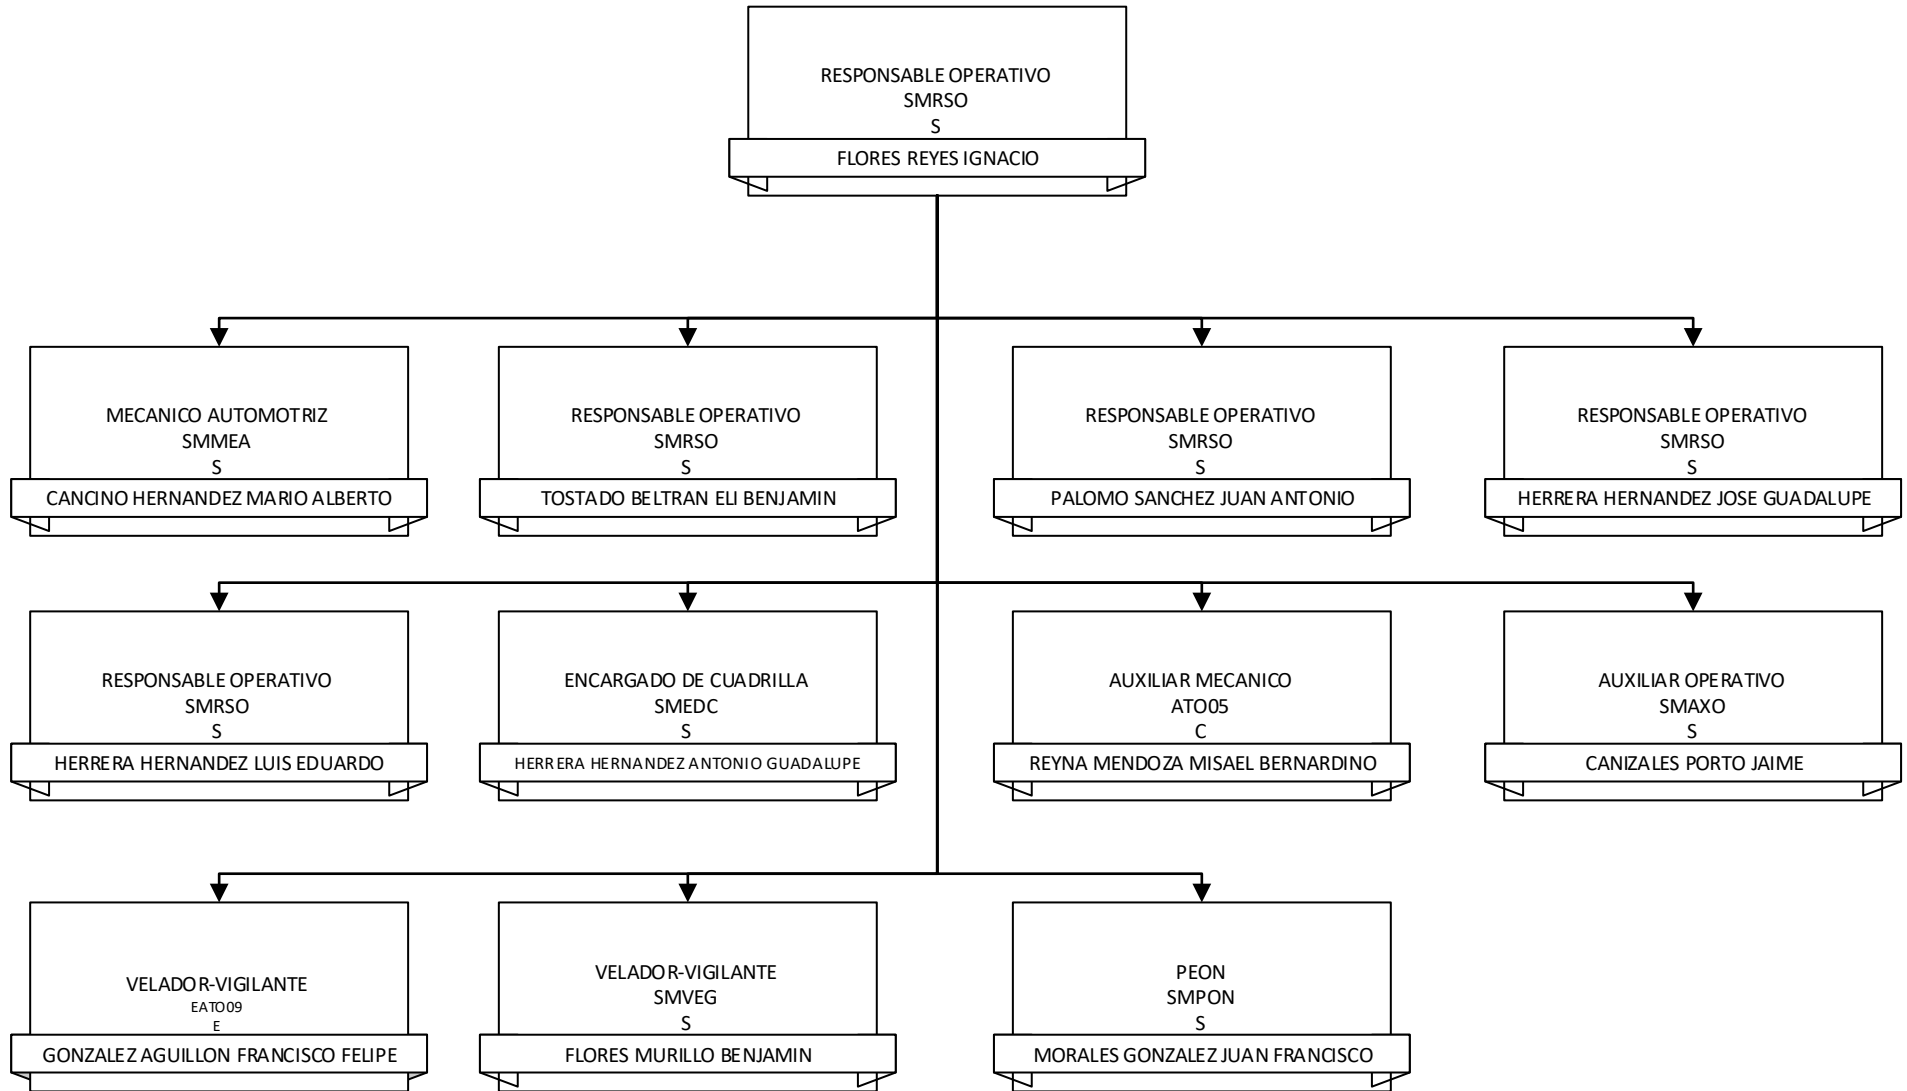 RESPONSABLE OPERATIVO
SMRSO
S
FLORES REYES IGNACIO
MECANICO AUTOMOTRIZ
SMMEA
S
CANCINO HERNANDEZ MARIO ALBERTO
RESPONSABLE OPERATIVO
SMRSO
S
TOSTADO BELTRAN ELI BENJAMIN
RESPONSABLE OPERATIVO
SMRSO
S
PALOMO SANCHEZ JUAN ANTONIO
RESPONSABLE OPERATIVO
SMRSO
S
HERRERA HERNANDEZ JOSE GUADALUPE
RESPONSABLE OPERATIVO
SMRSO
S
HERRERA HERNANDEZ LUIS EDUARDO
ENCARGADO DE CUADRILLA
SMEDC
S
HERRERA HERNANDEZ ANTONIO GUADALUPE
AUXILIAR MECANICO
ATO05
C
REYNA MENDOZA MISAEL BERNARDINO
AUXILIAR OPERATIVO
SMAXO
S
CANIZALES PORTO JAIME
VELADOR-VIGILANTE
EATO09
E
GONZALEZ AGUILLON FRANCISCO FELIPE
VELADOR-VIGILANTE
SMVEG
S
FLORES MURILLO BENJAMIN
PEON
SMPON
S
MORALES GONZALEZ JUAN FRANCISCO